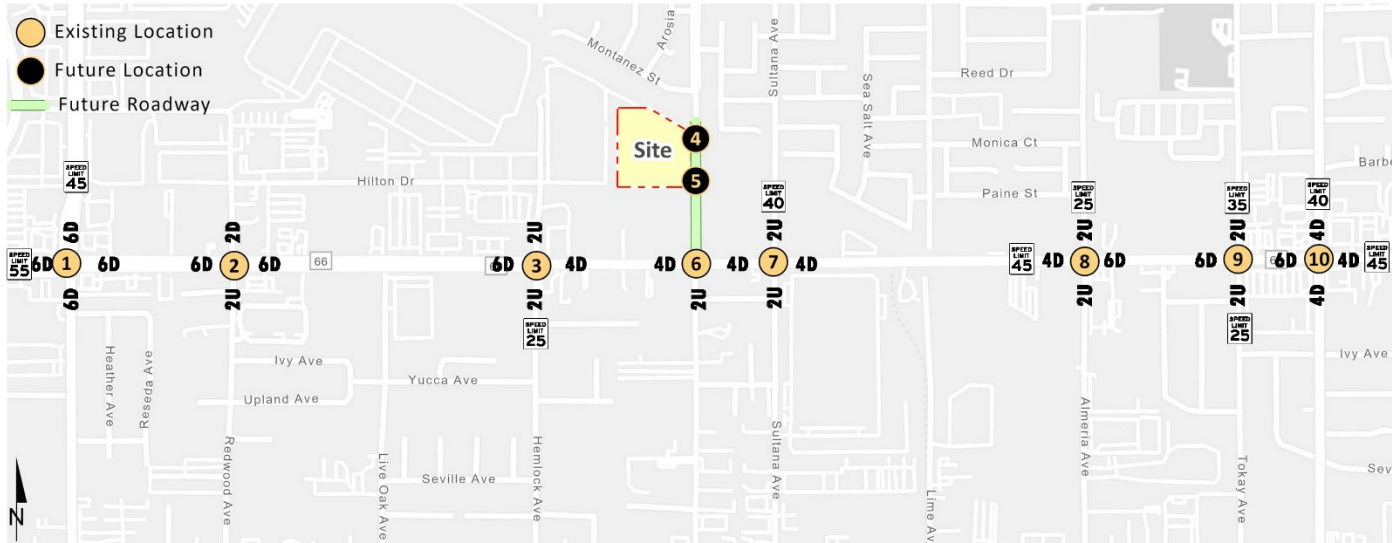 Existing Location
Future Location
Future Roadway
Montanez St
Arosia
Sultana Ave
Sea Salt Ave
Reed Dr
Monica Ct
Paine St
Barbe
Hilton Dr
Site
4
5
SPEED LIMIT 45
SPEED LIMIT 40
SPEED LIMIT 25
SPEED LIMIT 35
SPEED LIMIT 40
6D
2D
2U
2U
2U
2U
4D
SPEED LIMIT 55
6D 1 6D
6D 2 6D
66
6D 3 4D
4D 6 4D
7 4D
SPEED LIMIT 45
4D 8 6D
6D 9 6D
10 4D
SPEED LIMIT 45
6D
2U
2U
2U
2U
2U
2U
4D
SPEED LIMIT 25
SPEED LIMIT 25
Heather Ave
Reseda Ave
Ivy Ave
Upland Ave
Yucca Ave
Seville Ave
Redwood Ave
Live Oak Ave
Hemlock Ave
Sultana Ave
Lime Av
Almeria Ave
Tokay Ave
Ivy Ave
Sev
N